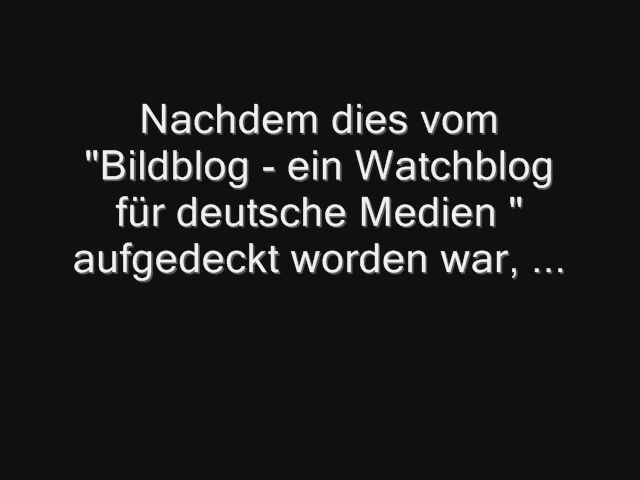 Nachdem dies vom
"Bildblog - ein Watchblog
für deutsche Medien "
aufgedeckt worden war, ...